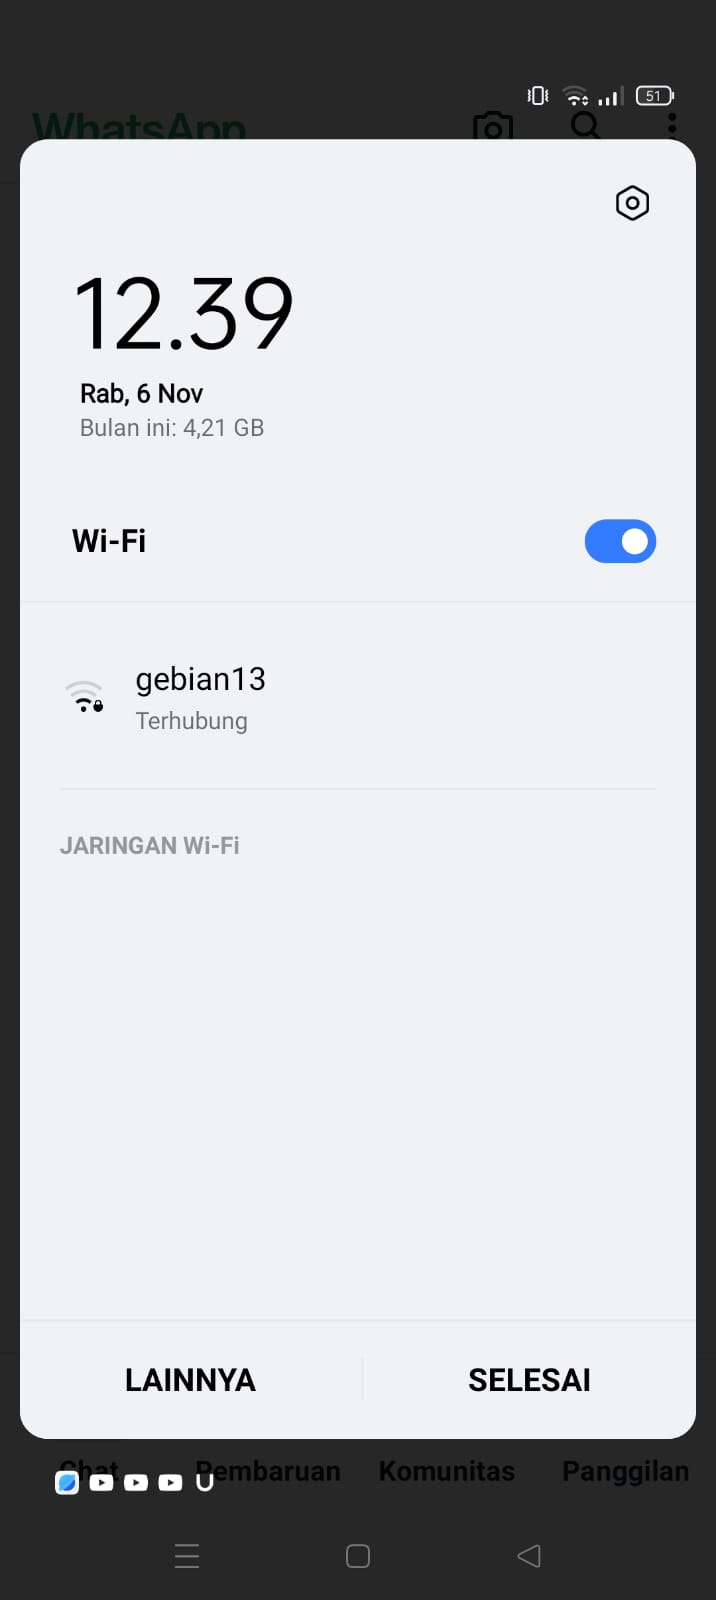 51
WhatsApp
12.39
Rab, 6 Nov
Bulan ini: 4,21 GB
Wi-Fi
gebian13
Terhubung
JARINGAN Wi-Fi
LAINNYA
SELESAI
Chat
Pembaruan
Komunitas
Panggilan